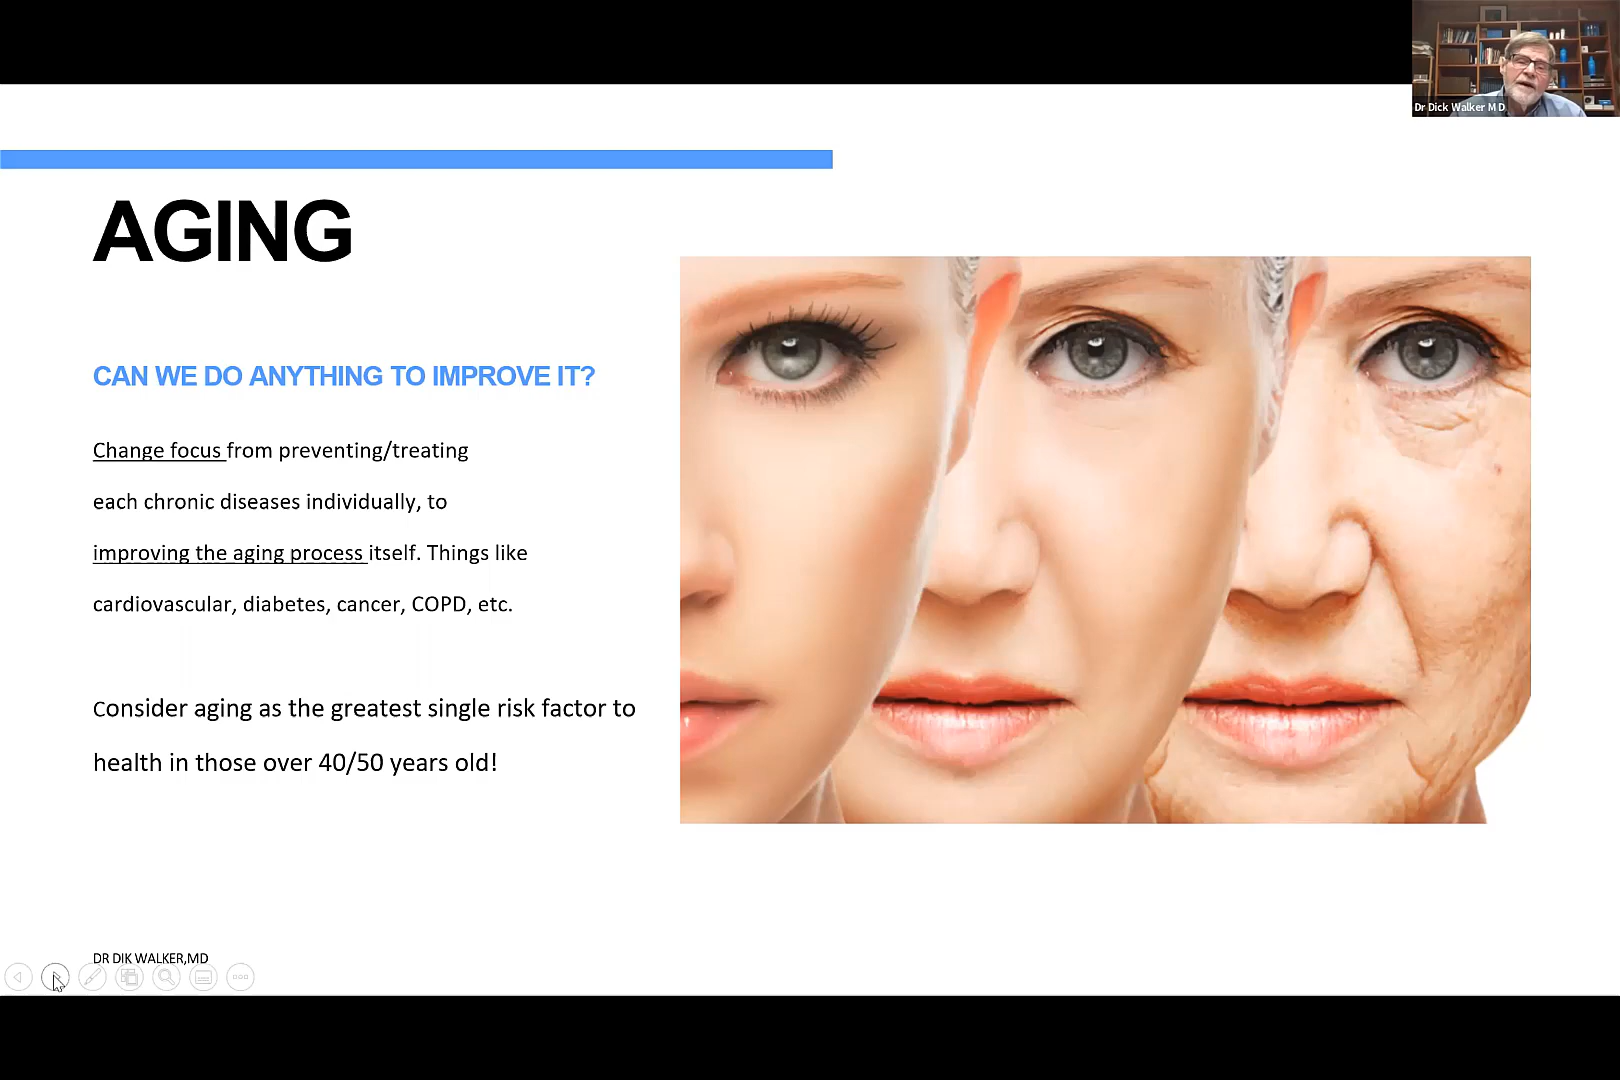 Dr Dick Walker M D
AGING
CAN WE DO ANYTHING TO IMPROVE IT?
Change focus from preventing/treating
each chronic diseases individually, to
improving the aging process itself. Things like
cardiovascular, diabetes, cancer, COPD, etc.
Consider aging as the greatest single risk factor to
health in those over 40/50 years old!
DR DIK WALKER,MD